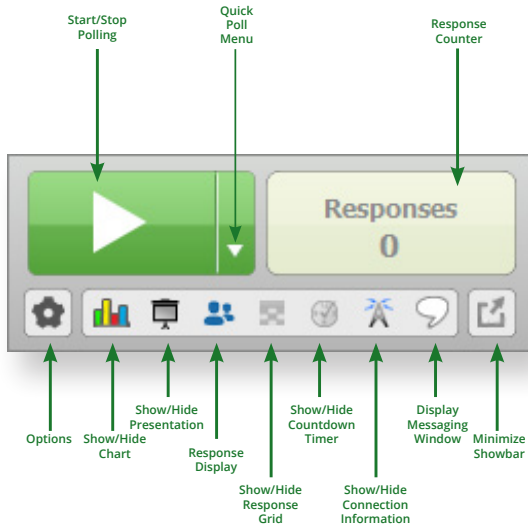 Start/Stop
Polling
Quick
Poll
Menu
Response
Counter
Responses
0
Options
Show/Hide
Chart
Show/Hide
Presentation
Response
Display
Show/Hide
Response
Grid
Show/Hide
Countdown
Timer
Show/Hide
Connection
Information
Display
Messaging
Window
Minimize
Showbar